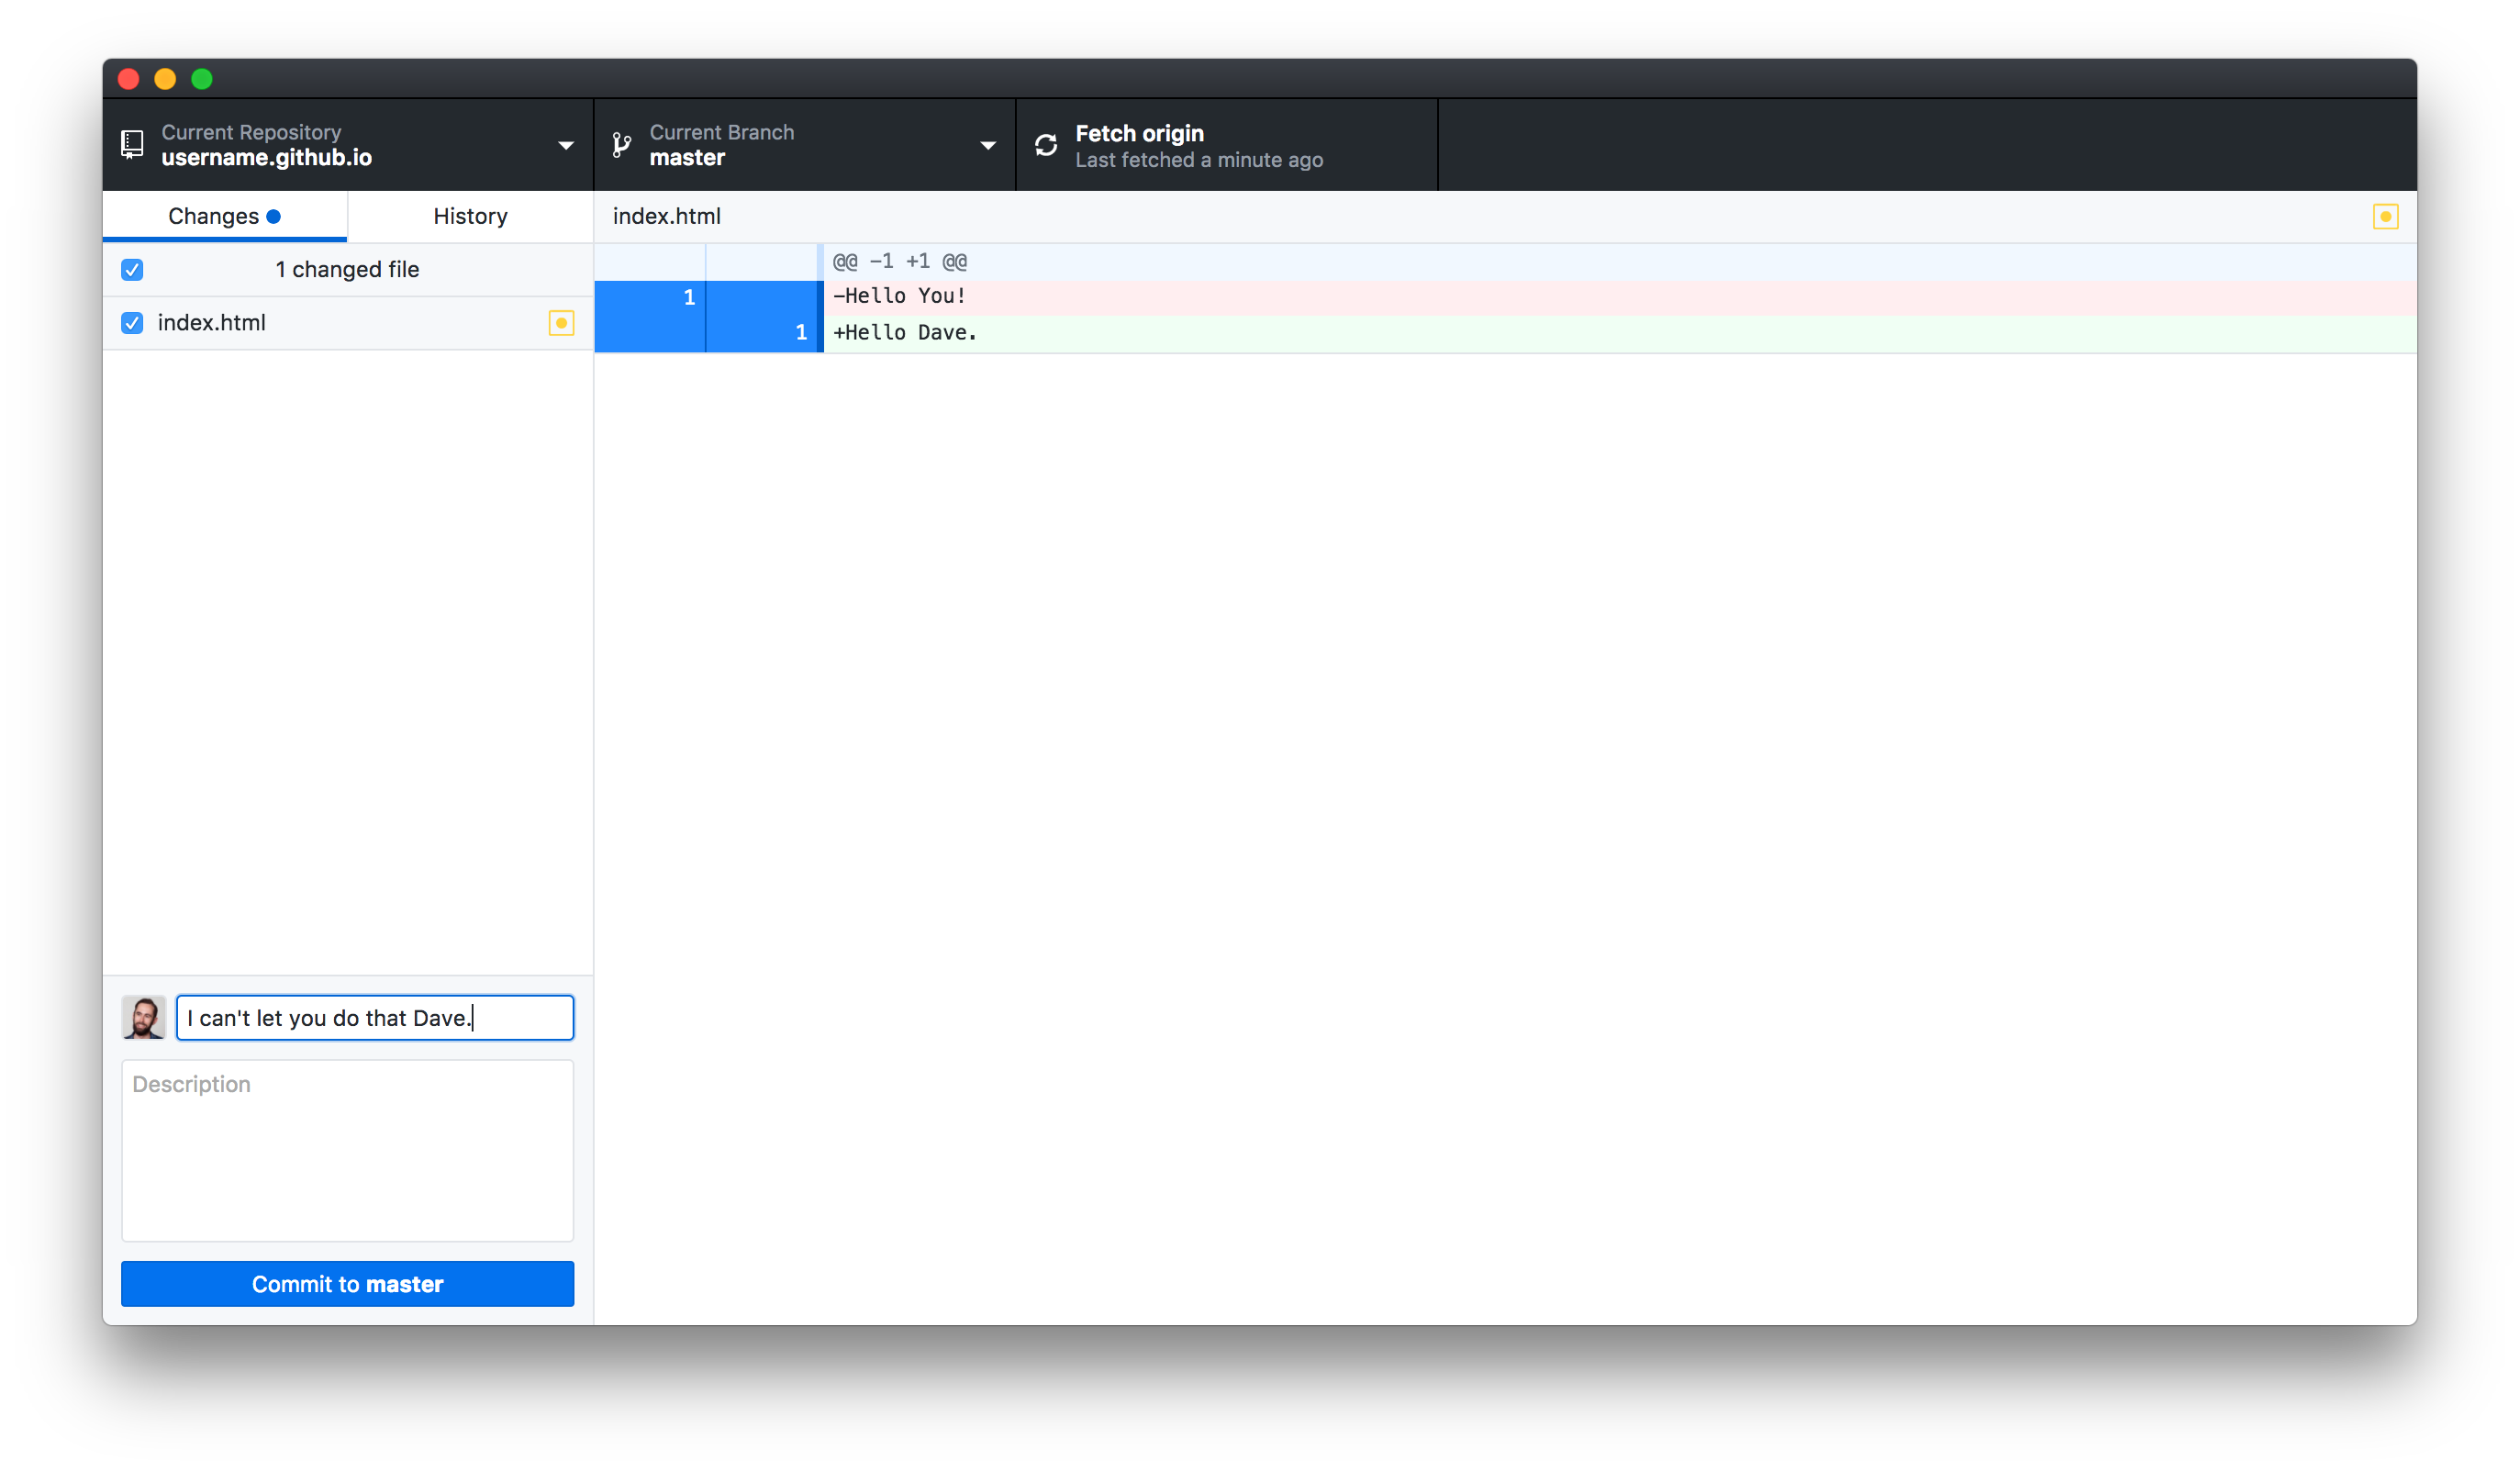 Current Repository
username.github.io
Current Branch
master
Fetch origin
Last fetched a minute ago
Changes
History
index.html
1 changed file
index.html
@@ -1 +1 @@
1 -Hello You!
1 +Hello Dave.
I can't let you do that Dave.
Description
Commit to master